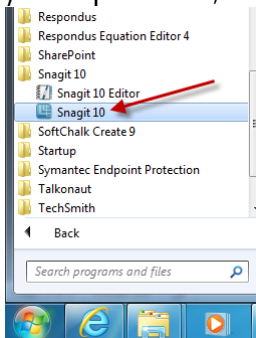 Respondus
Respondus Equation Editor 4
SharePoint
Snagit 10
Snagit 10 Editor
Snagit 10
SoftChalk Create 9
Startup
Symantec Endpoint Protection
Talkonaut
TechSmith
Back
Search programs and files